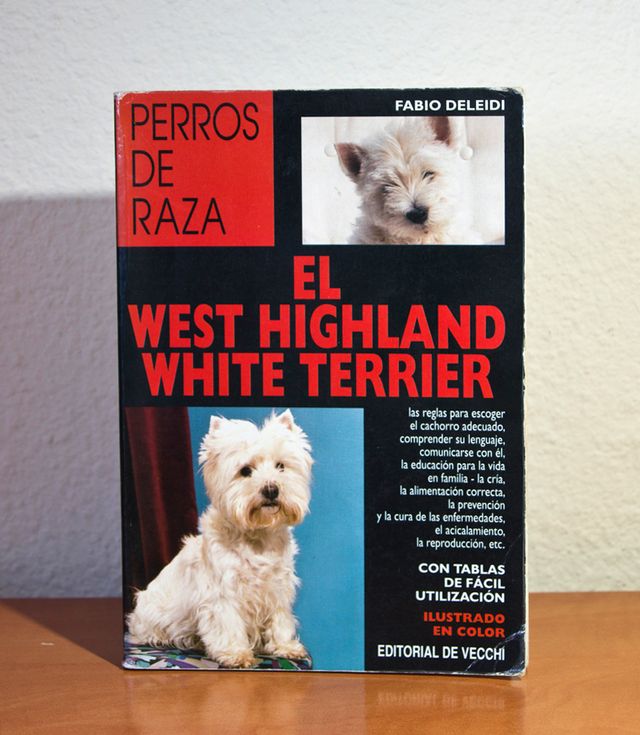 PERROS
DE
RAZA
FABIO DELEIDI
EL
WEST HIGHLAND
WHITE TERRIER
las reglas para escoger
el cachorro adecuado,
comprender su lenguaje,
comunicarse con él,
la educación para la vida
en familia - la cría,
la alimentación correcta,
la prevención
y la cura de las enfermedades,
el acicalamiento,
la reproducción, etc.
CON TABLAS
DE FÁCIL
UTILIZACIÓN
ILUSTRADO
EN COLOR
EDITORIAL DE VECCHI